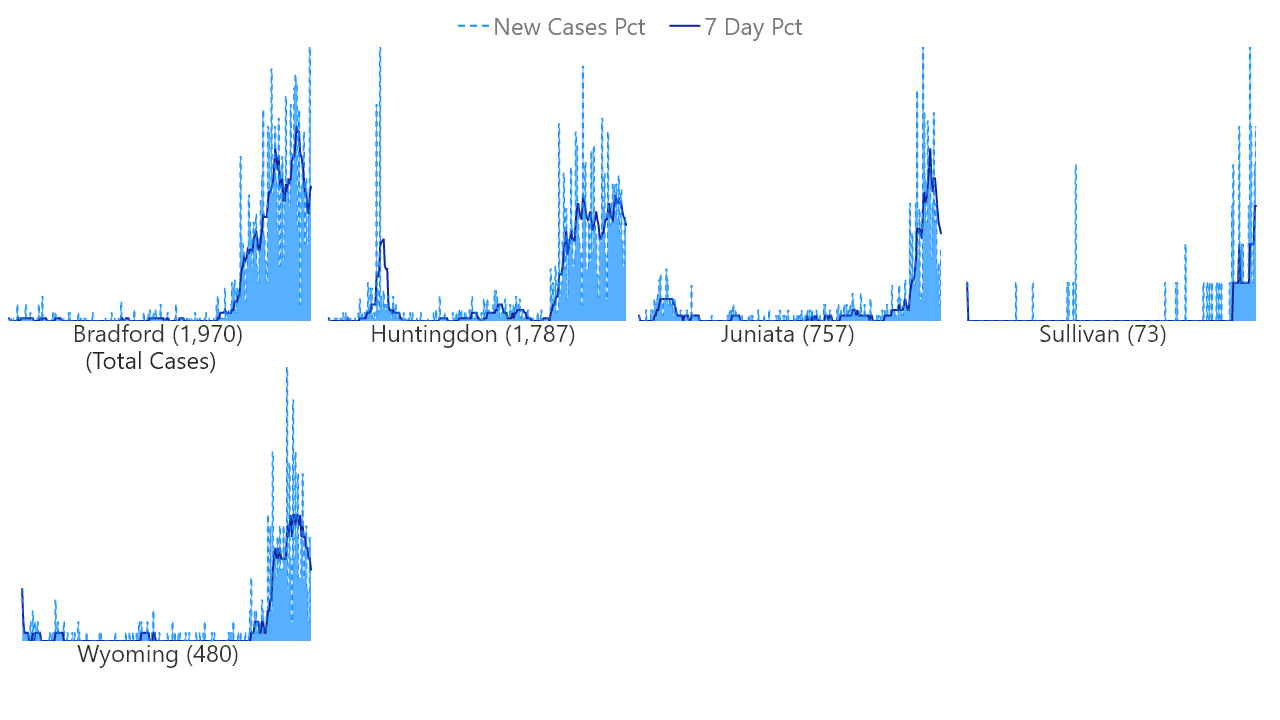 New Cases Pct 7 Day Pct
Bradford (1,970) Huntingdon (1,787) Juniata (757) Sullivan (73)
(Total Cases)
Wyoming (480)